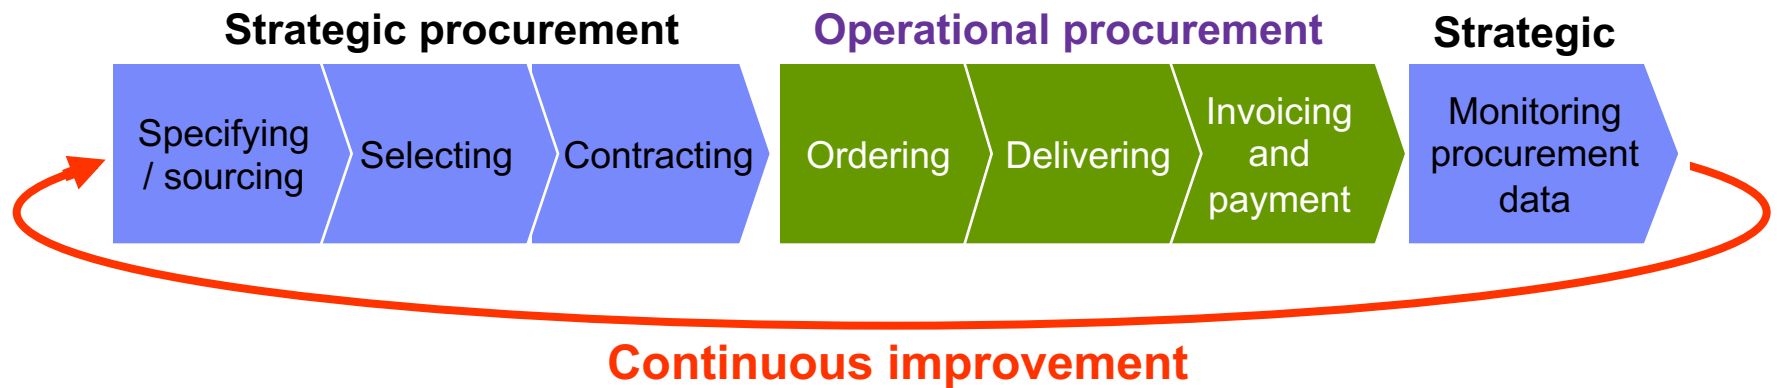 Strategic procurement
Operational procurement
Strategic
Specifying
/ sourcing
Selecting
Contracting
Ordering
Delivering
Invoicing
and
payment
Monitoring
procurement
data
Continuous improvement